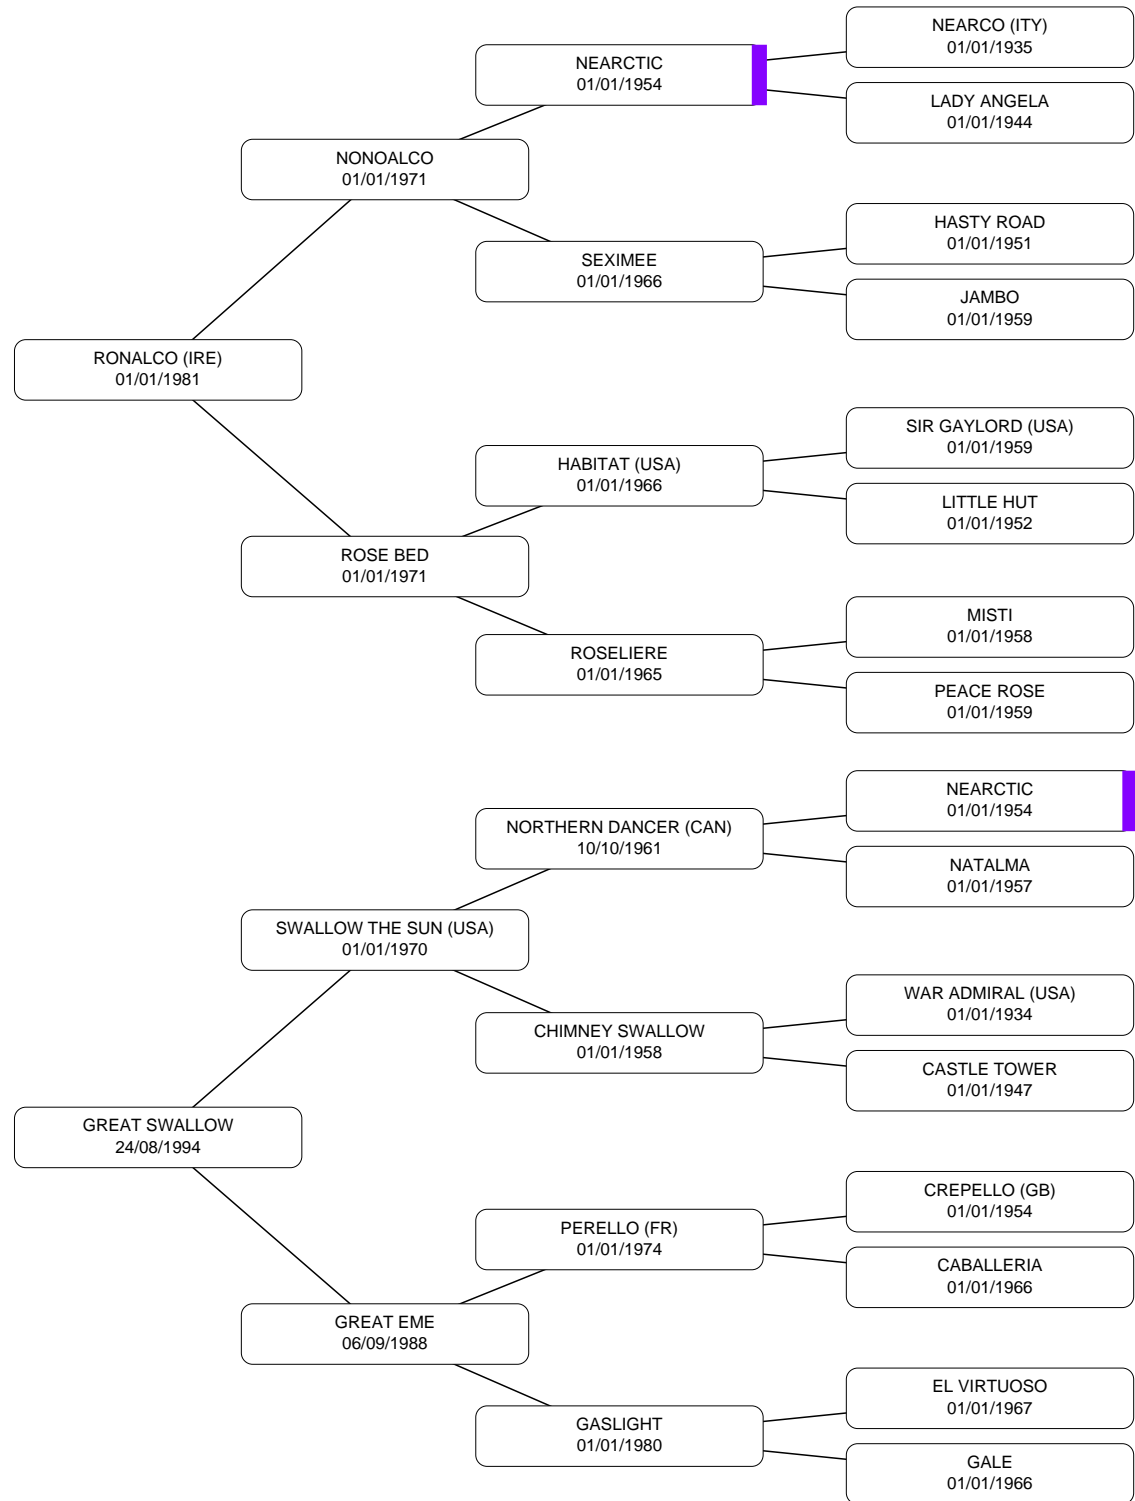 NEARCO (ITY)
01/01/1935
NEARCTIC
01/01/1954
LADY ANGELA
01/01/1944
NONOALCO
01/01/1971
HASTY ROAD
01/01/1951
SEXIMEE
01/01/1966
JAMBO
01/01/1959
RONALCO (IRE)
01/01/1981
SIR GAYLORD (USA)
01/01/1959
HABITAT (USA)
01/01/1966
LITTLE HUT
01/01/1952
ROSE BED
01/01/1971
MISTI
01/01/1958
ROSELIERE
01/01/1965
PEACE ROSE
01/01/1959
NEARCTIC
01/01/1954
NORTHERN DANCER (CAN)
10/10/1961
NATALMA
01/01/1957
SWALLOW THE SUN (USA)
01/01/1970
WAR ADMIRAL (USA)
01/01/1934
CHIMNEY SWALLOW
01/01/1958
CASTLE TOWER
01/01/1947
GREAT SWALLOW
24/08/1994
CREPELLO (GB)
01/01/1954
PERELLO (FR)
01/01/1974
CABALLERIA
01/01/1966
GREAT EME
06/09/1988
EL VIRTUOSO
01/01/1967
GASLIGHT
01/01/1980
GALE
01/01/1966